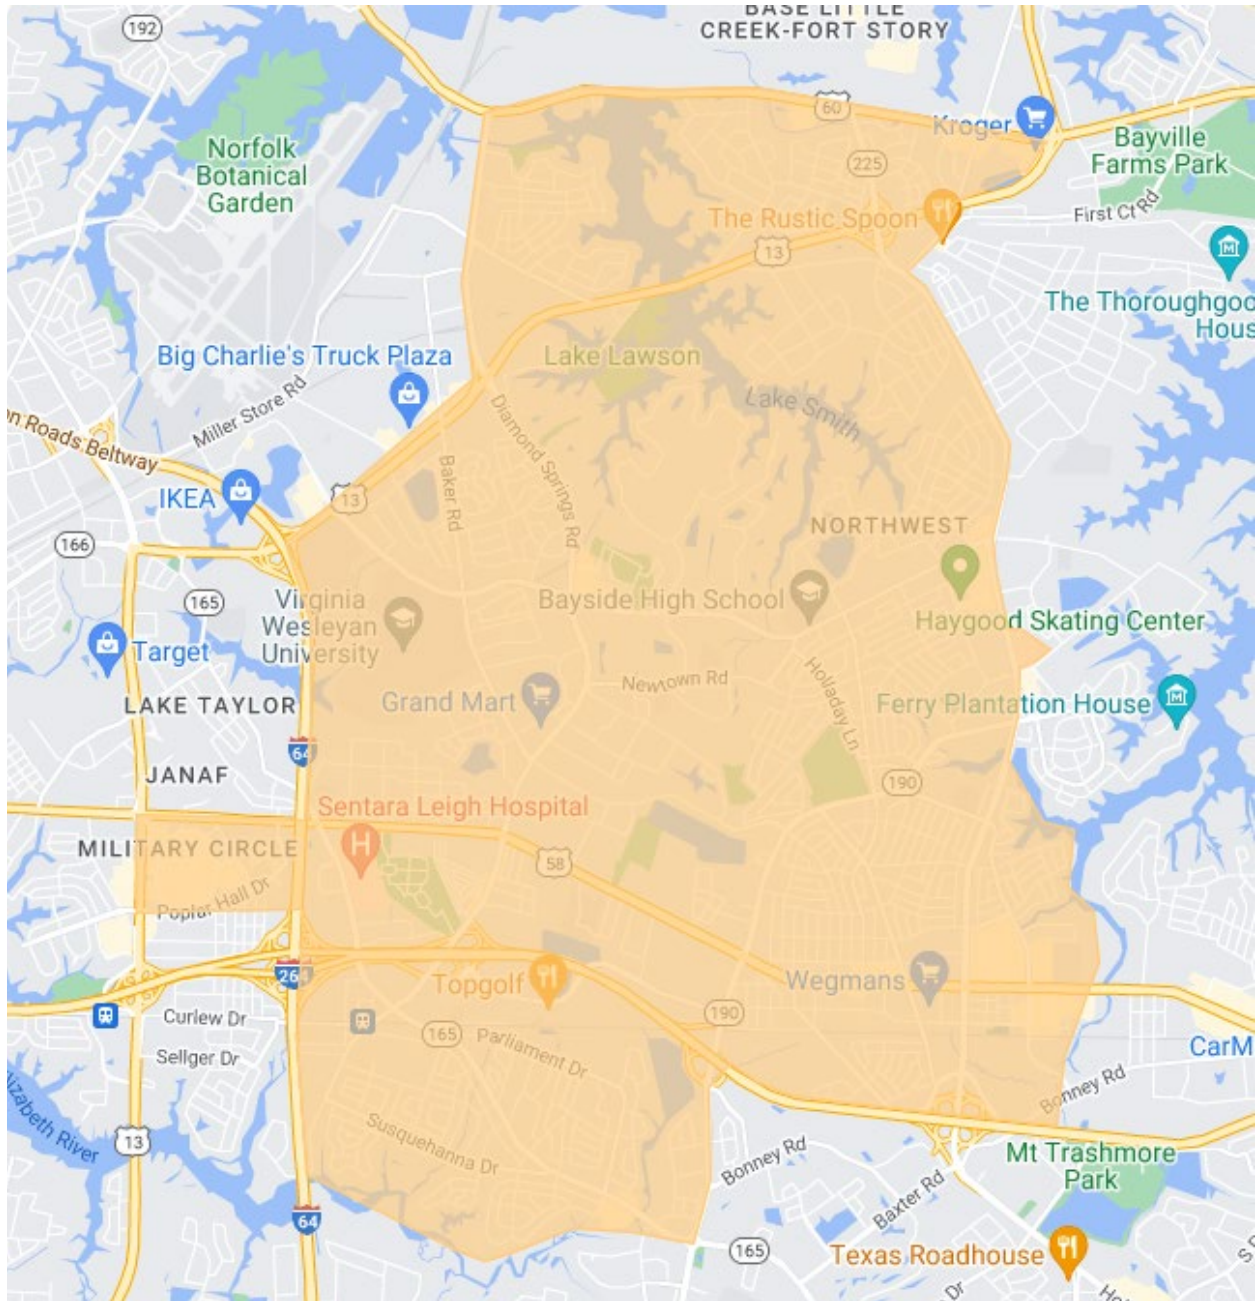 BASE LITTLE
CREEK-FORT STORY
192
60
Kroger
Bayville
Farms Park
Norfolk
Botanical
Garden
225
The Rustic Spoon
First Ct Rd
13
The Thoroughgoo
Hous
Big Charlie's Truck Plaza
Lake Lawson
Miller Store Rd
Lake Smith
Diamond Springs Rd
on Roads Beltway
Baker Rd
IKEA
13
NORTHWEST
166
165
Virginia
Wesleyan
University
Bayside High School
Haygood Skating Center
Target
Newtown Rd
Holladay Ln
LAKE TAYLOR
Grand Mart
Ferry Plantation House
64
JANAF
190
Sentara Leigh Hospital
H
MILITARY CIRCLE
58
Poplar Hall Dr
264
Topgolf
Wegmans
Curlew Dr
190
165
Parliament Dr
Sellger Dr
CarM
Bonney Rd
lizabeth River
13
Susquehanna Dr
Bonney Rd
Mt Trashmore
Park
Baxter Rd
64
165
Texas Roadhouse